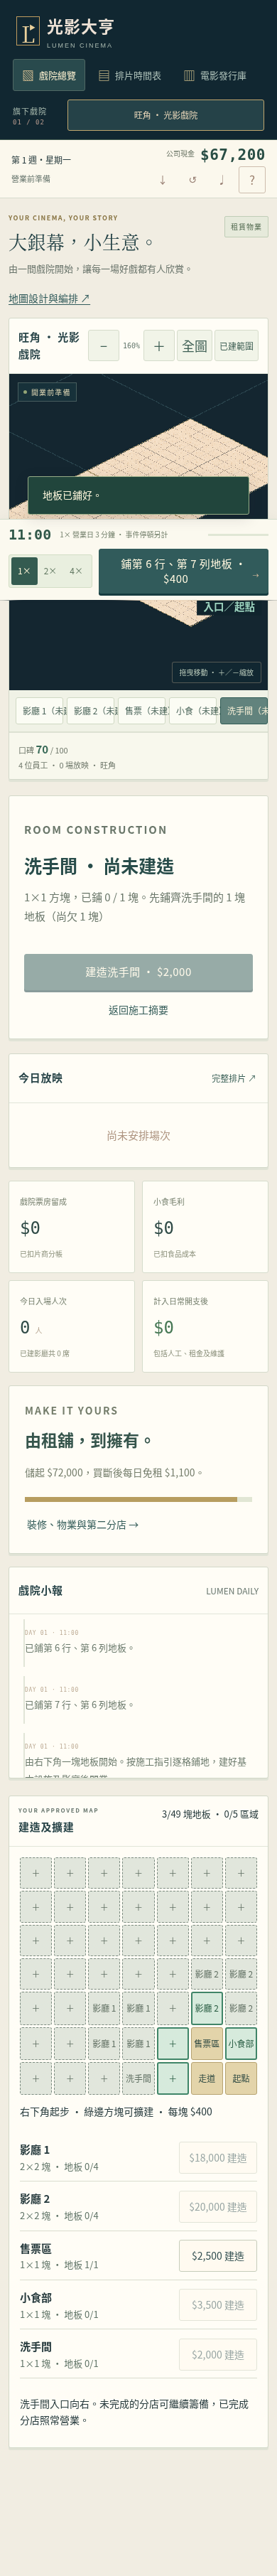 光影大亨
LUMEN CINEMA
戲院總覽
排片時間表
電影發行庫
旗下戲院
01 / 02
旺角 · 光影戲院
第 1 週 · 星期一
公司現金 $67,200
營業前準備
↓ ↺ ♩ ?
YOUR CINEMA, YOUR STORY
租賃物業
大銀幕，小生意。
由一間戲院開始，讓每一場好戲都有人欣賞。
地圖設計與編排 ↗
旺角 · 光影戲院
− 160% ＋ 全圖 已建範圍
開業前準備
地板已鋪好。
11:00 1× 營業日 3 分鐘 · 事件停頓另計
1× 2× 4×
鋪第 6 行、第 7 列地板 · $400 →
入口／起點
拖曳移動 · ＋／－縮放
影廳 1（未
影廳 2（未
售票（未建
小食（未建
洗手間（未
口碑 70 / 100
4 位員工 · 0 場放映 · 旺角
ROOM CONSTRUCTION
洗手間 · 尚未建造
1×1 方塊，已鋪 0 / 1 塊。先鋪齊洗手間的 1 塊地板（尚欠 1 塊）
建造洗手間 · $2,000
返回施工摘要
今日放映
完整排片 ↗
尚未安排場次
戲院票房留成
$0
已扣片商分帳
小食毛利
$0
已扣食品成本
今日入場人次
0 人
已建影廳共 0 席
計入日常開支後
$0
包括人工、租金及維護
MAKE IT YOURS
由租舖，到擁有。
儲起 $72,000，買斷後每日免租 $1,100。
裝修、物業與第二分店 →
戲院小報
LUMEN DAILY
DAY 01 · 11:00
已鋪第 6 行、第 6 列地板。
DAY 01 · 11:00
已鋪第 7 行、第 6 列地板。
DAY 01 · 11:00
由右下角一塊地板開始。按施工指引逐格鋪地，建好基
YOUR APPROVED MAP
建造及擴建
3/49 塊地板 · 0/5 區域
＋ ＋ ＋ ＋ ＋ ＋ ＋
＋ ＋ ＋ ＋ ＋ ＋ ＋
＋ ＋ ＋ ＋ ＋ ＋ ＋
＋ ＋ ＋ ＋ ＋ 影廳 2 影廳 2
＋ ＋ 影廳 1 影廳 1 ＋ 影廳 2 影廳 2
＋ ＋ 影廳 1 影廳 1 ＋ 售票區 小食部
＋ ＋ ＋ 洗手間 ＋ 走道 起點
右下角起步 · 綠邊方塊可擴建 · 每塊 $400
影廳 1
2×2 塊 · 地板 0/4
$18,000 建造
影廳 2
2×2 塊 · 地板 0/4
$20,000 建造
售票區
1×1 塊 · 地板 1/1
$2,500 建造
小食部
1×1 塊 · 地板 0/1
$3,500 建造
洗手間
1×1 塊 · 地板 0/1
$2,000 建造
洗手間入口向右。未完成的分店可繼續籌備，已完成分店照常營業。